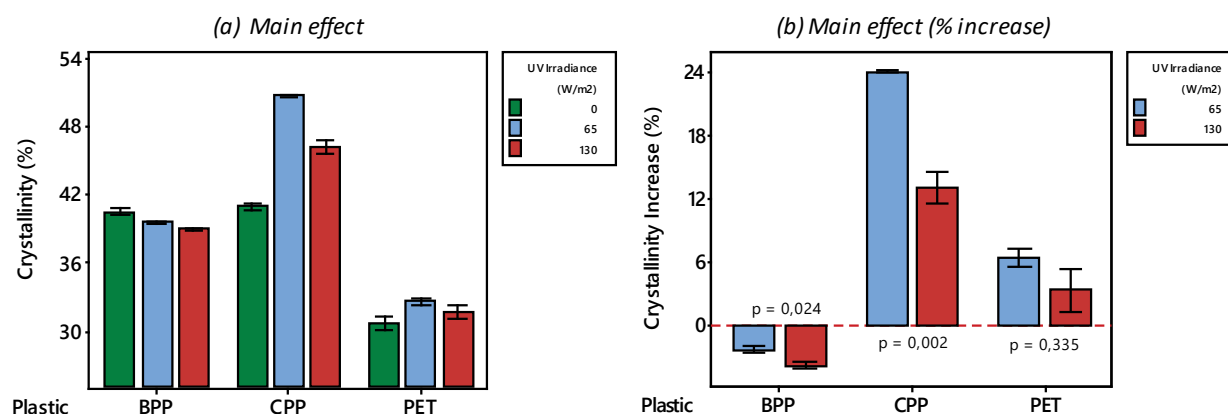 (a) Main effect
Crystallinity (%)
54
48
42
36
30
Plastic
BPP
CPP
PET
UV Irradiance
(W/m2)
0
65
130
(b) Main effect (% increase)
Crystallinity Increase (%)
24
18
12
6
0
p = 0,024
p = 0,002
p = 0,335
Plastic
BPP
CPP
PET
UV Irradiance
(W/m2)
65
130